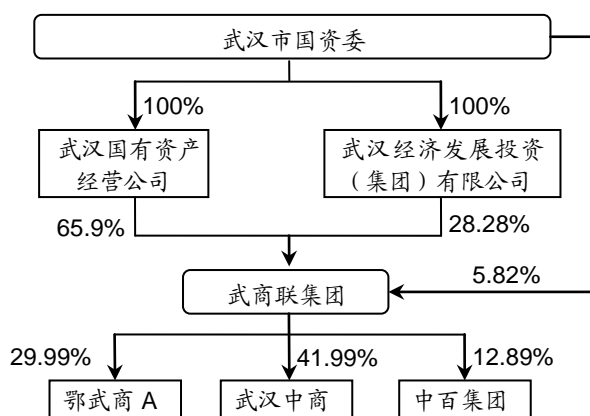 武汉市国资委
100%
100%
武汉国有资产
经营公司
武汉经济发展投资
（集团）有限公司
65.9%
28.28%
武商联集团
5.82%
29.99%
41.99%
12.89%
鄂武商 A
武汉中商
中百集团